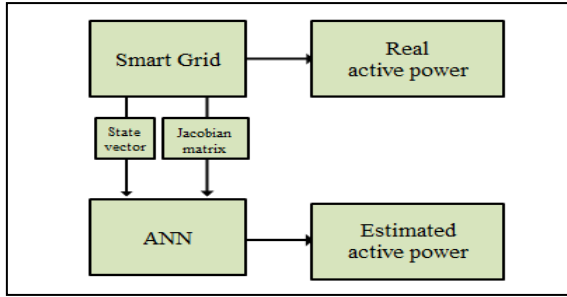 Smart Grid
Real
active power
State
vector
Jacobian
matrix
ANN
Estimated
active power